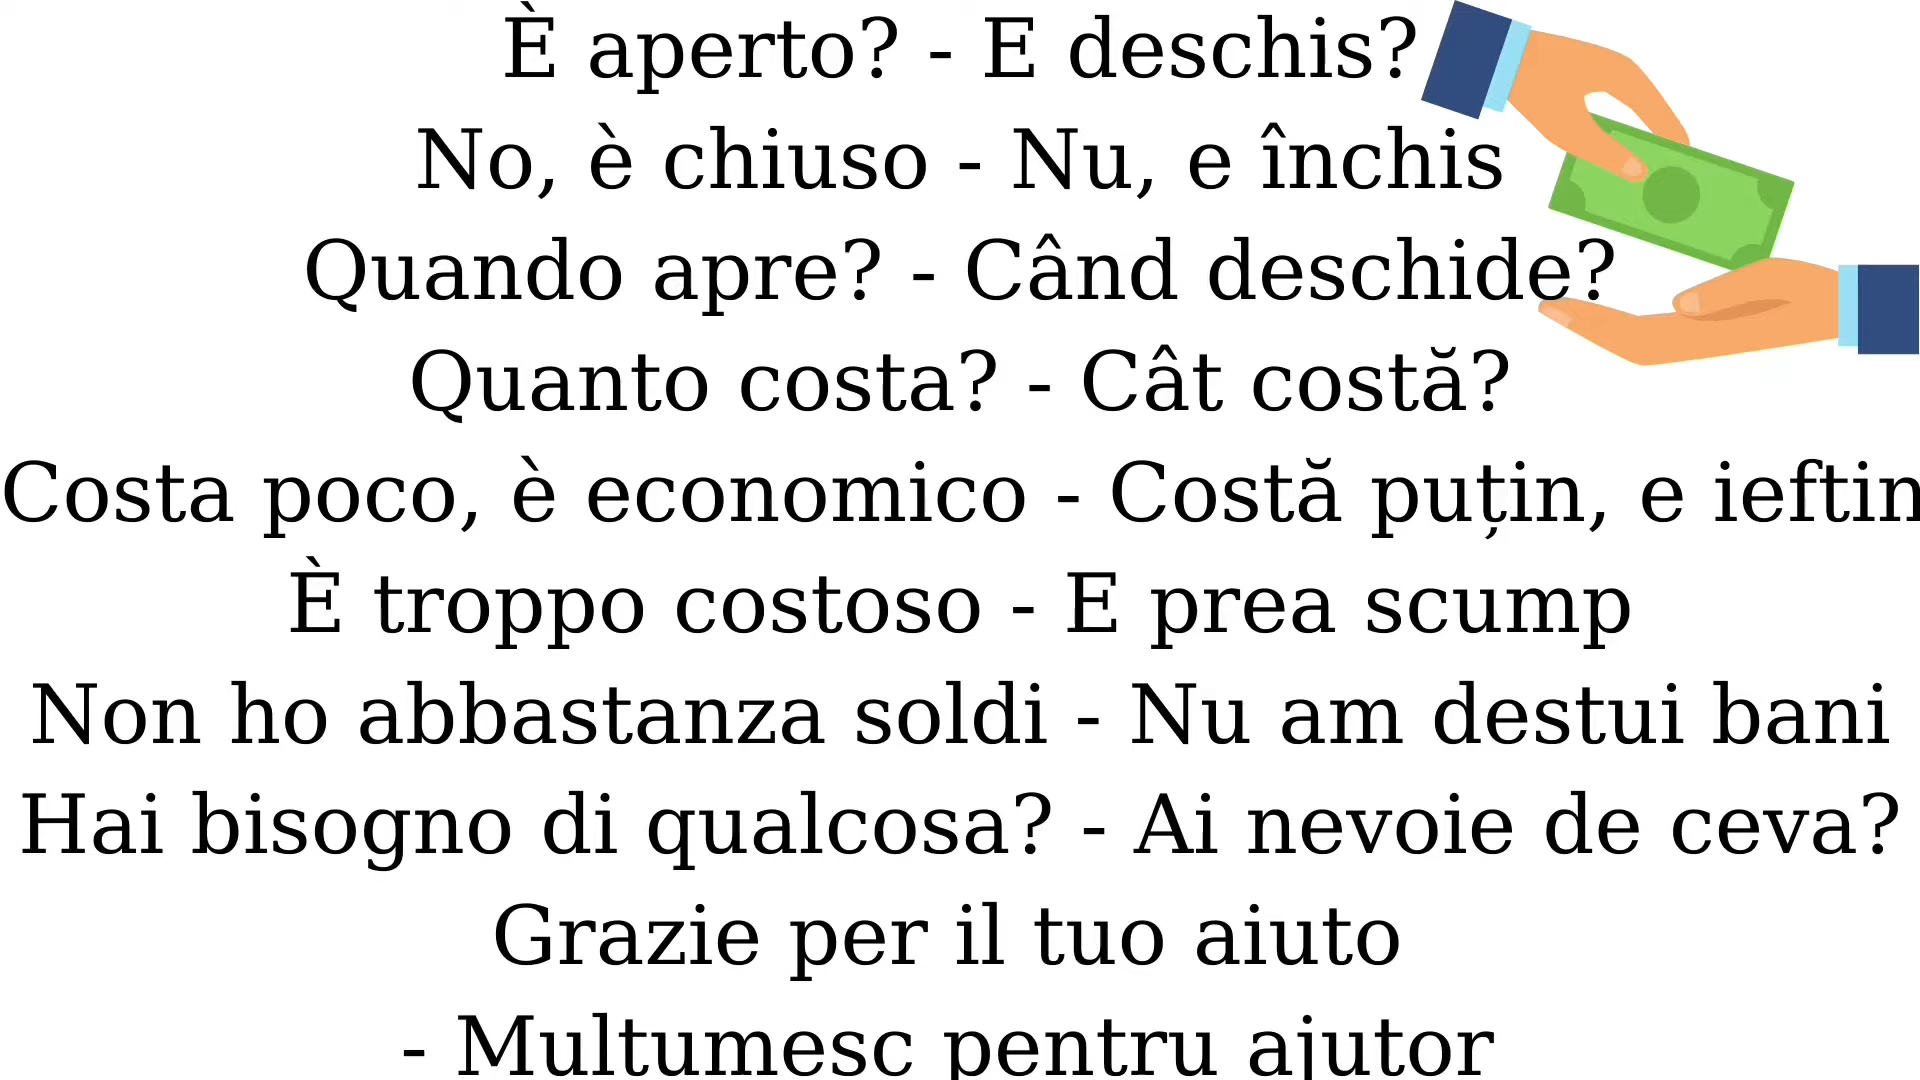 È aperto? - E deschis?
No, è chiuso - Nu, e închis
Quando apre? - Când deschide?
Quanto costa? - Cât costă?
Costa poco, è economico - Costă puțin, e ieftin
È troppo costoso - E prea scump
Non ho abbastanza soldi - Nu am destui bani
Hai bisogno di qualcosa? - Ai nevoie de ceva?
Grazie per il tuo aiuto
- Multumesc pentru ajutor